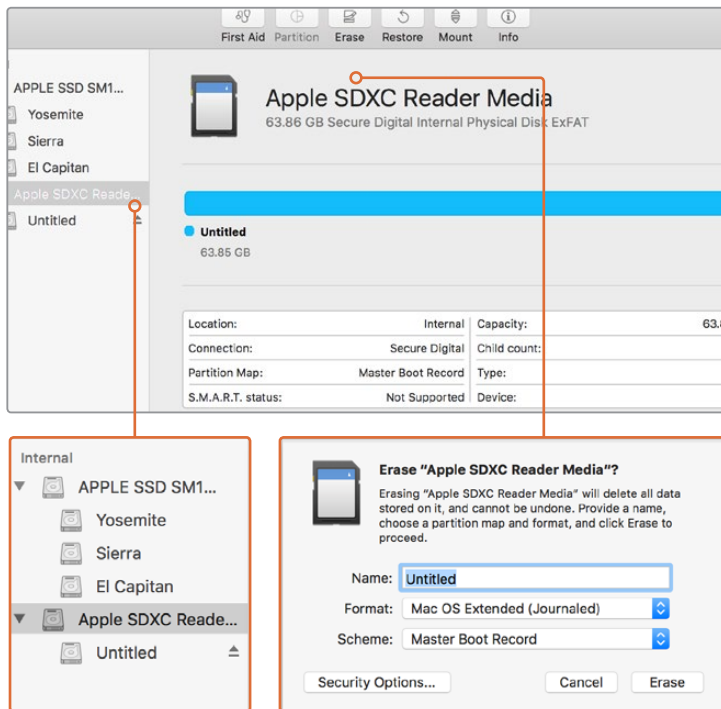 First Aid Partition Erase Restore Mount Info
APPLE SSD SM1...
Yosemite
Sierra
El Capitan
Apple SDXC Reade...
Untitled
Apple SDXC Reader Media
63.86 GB Secure Digital Internal Physical Disk ExFAT
Untitled
63.85 GB
Location: Internal Capacity: 63.
Connection: Secure Digital Child count:
Partition Map: Master Boot Record Type:
S.M.A.R.T. status: Not Supported Device:
Internal
APPLE SSD SM1...
Yosemite
Sierra
El Capitan
Apple SDXC Reade...
Untitled
Erase “Apple SDXC Reader Media”?
Erasing “Apple SDXC Reader Media” will delete all data
stored on it, and cannot be undone. Provide a name,
choose a partition map and format, and click Erase to
proceed.
Name: Untitled
Format: Mac OS Extended (Journaled)
Scheme: Master Boot Record
Security Options... Cancel Erase